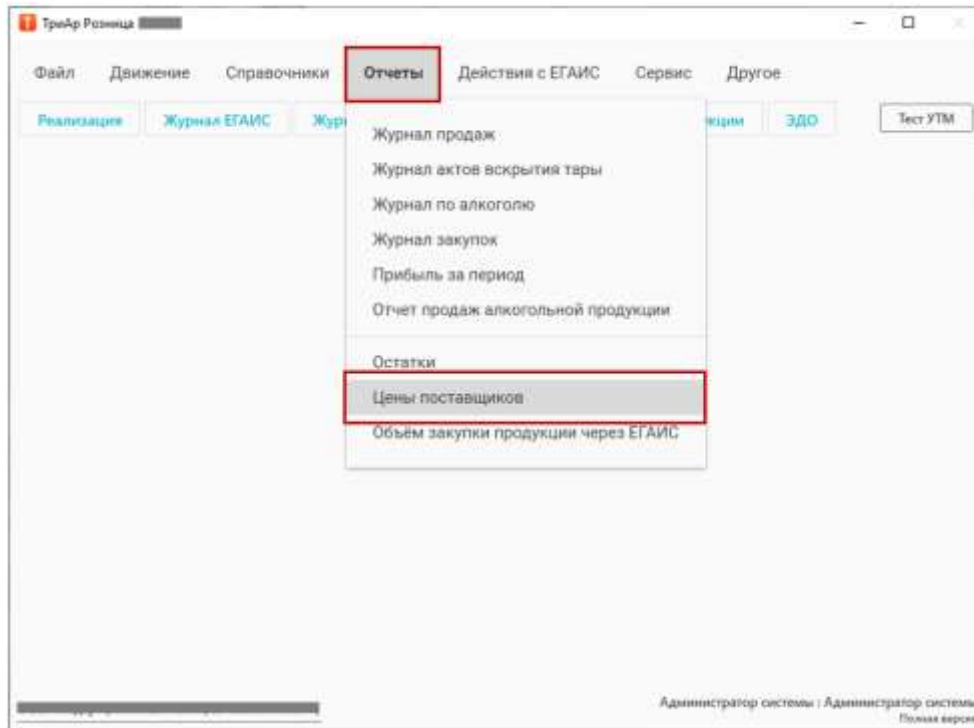 ТриАр Розница
Файл Движение Справочники Отчеты Действия с ЕГАИС Сервис Другое
Реализация Журнал ЕГАИС ЭДО Тест УТМ
Журнал продаж
Журнал актов вскрытия тары
Журнал по алкоголю
Журнал закупок
Прибыль за период
Отчет продаж алкогольной продукции
Остатки
Цены поставщиков
Объём закупки продукции через ЕГАИС
Администратор системы : Администратор систем
Полная верси